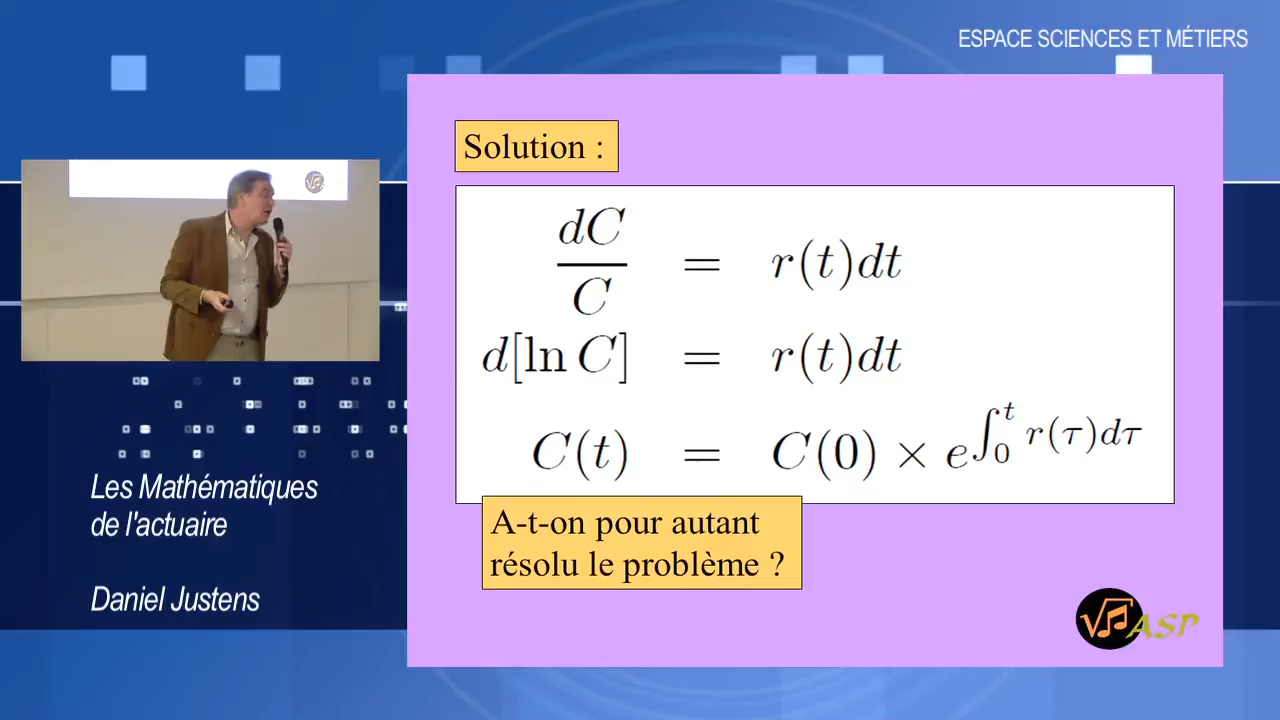 ESPACE SCIENCES ET MÉTIERS
Solution :
dC/C = r(t)dt
d[ln C] = r(t)dt
C(t) = C(0) × e^{∫_0^t r(τ)dτ}
A-t-on pour autant
résolu le problème ?
Les Mathématiques
de l'actuaire
Daniel Justens
ASP